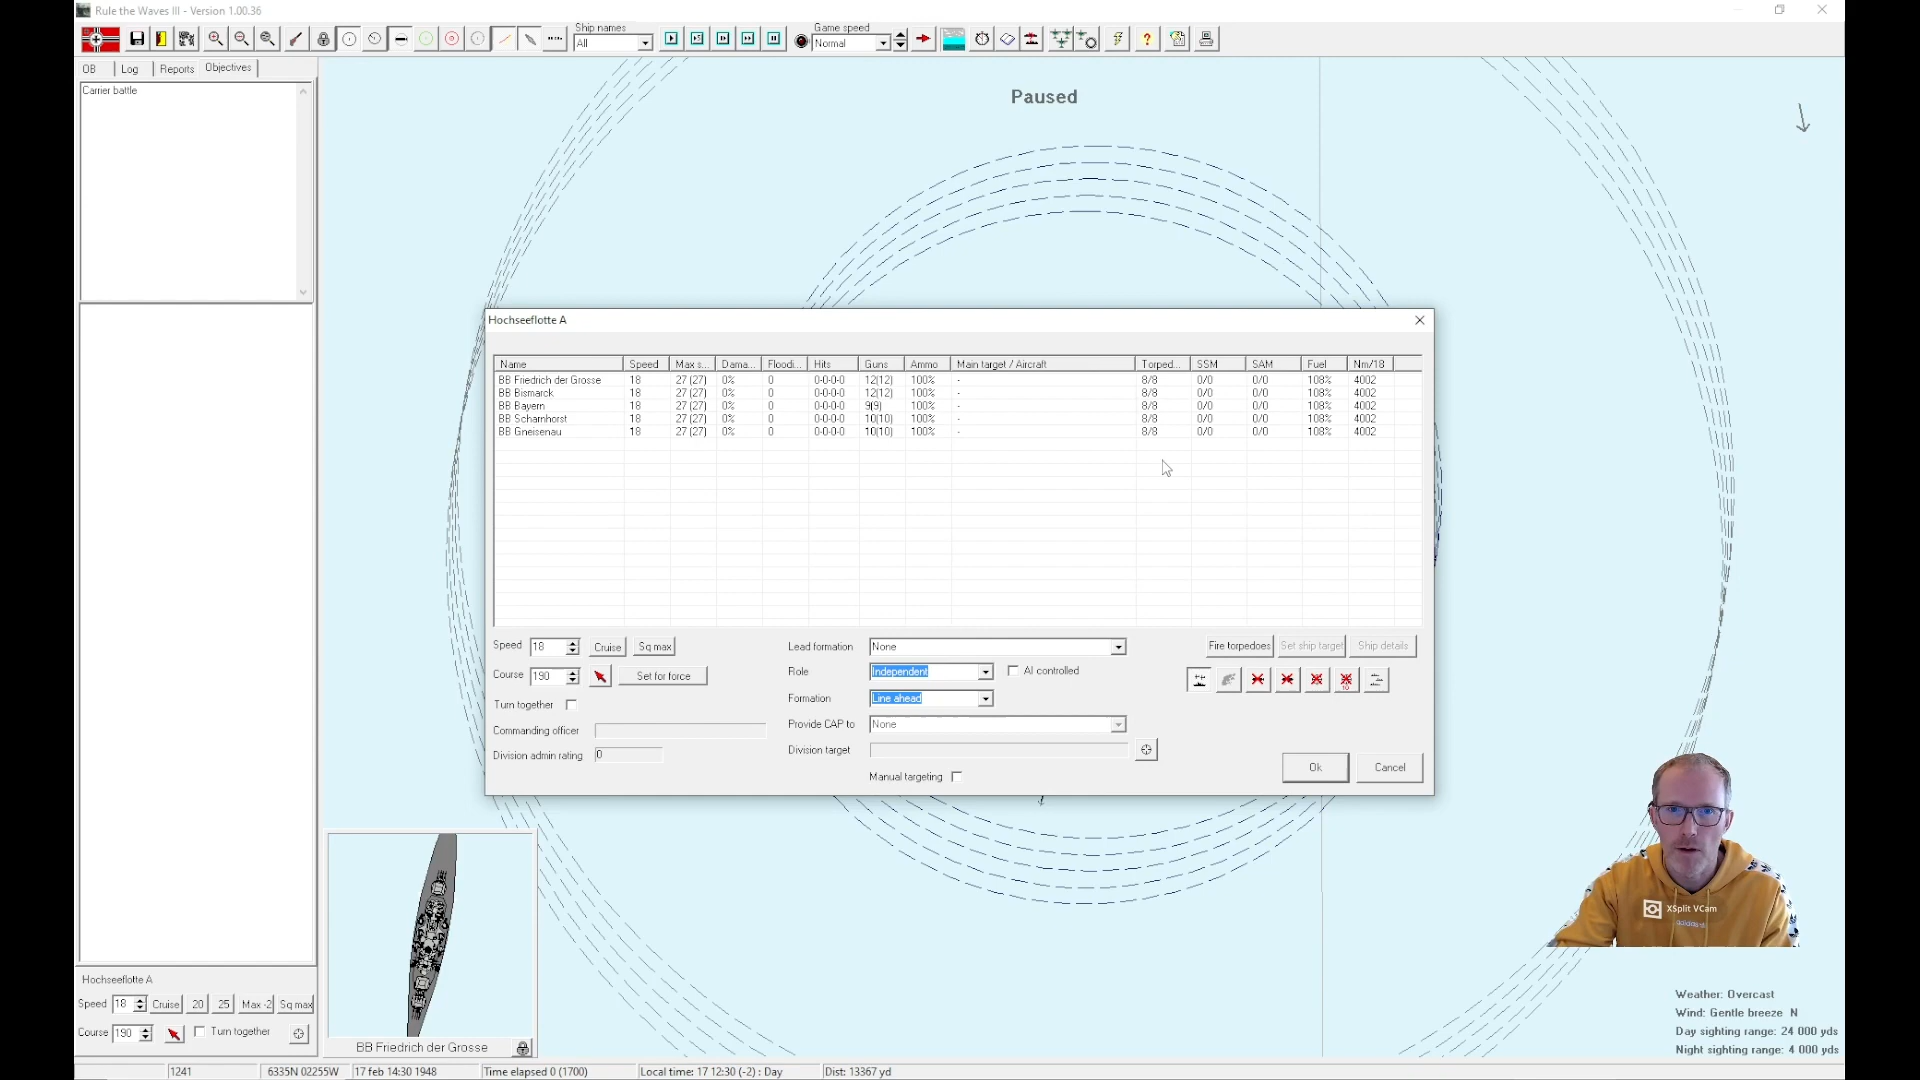 Rule the Waves III - Version 1.00.36
Ship names
All
Game speed
Normal
OB
Log
Reports
Objectives
Carrier battle
Paused
Hochseeflotte A
Name Speed Max s... Dama... Floodi... Hits Guns Ammo Main target / Aircraft Torped... SSM SAM Fuel Nm/18
BB Friedrich der Grosse 18 27 (27) 0% 0 0-0-0-0 12(12) 100% - 8/8 0/0 0/0 108% 4002
BB Bismarck 18 27 (27) 0% 0 0-0-0-0 12(12) 100% - 8/8 0/0 0/0 108% 4002
BB Bayern 18 27 (27) 0% 0 0-0-0-0 9(9) 100% - 8/8 0/0 0/0 108% 4002
BB Scharnhorst 18 27 (27) 0% 0 0-0-0-0 10(10) 100% - 8/8 0/0 0/0 108% 4002
BB Gneisenau 18 27 (27) 0% 0 0-0-0-0 10(10) 100% - 8/8 0/0 0/0 108% 4002
Speed 18 Cruise Sq max
Course 190 Set for force
Turn together
Commanding officer
Division admin rating 0
Lead formation None
Role Independent AI controlled
Formation Line ahead
Provide CAP to None
Division target
Manual targeting
Fire torpedoes Set ship target Ship details
10
Ok Cancel
XSplit VCam
adidas
Hochseeflotte A
Speed 18 Cruise 20 25 Max -2 Sq max
Course 190 Turn together
BB Friedrich der Grosse
Weather: Overcast
Wind: Gentle breeze N
Day sighting range: 24 000 yds
Night sighting range: 4 000 yds
1241 6335N 02255W 17 feb 14:30 1948 Time elapsed 0 (1700) Local time: 17 12:30 (-2) : Day Dist: 13367 yd